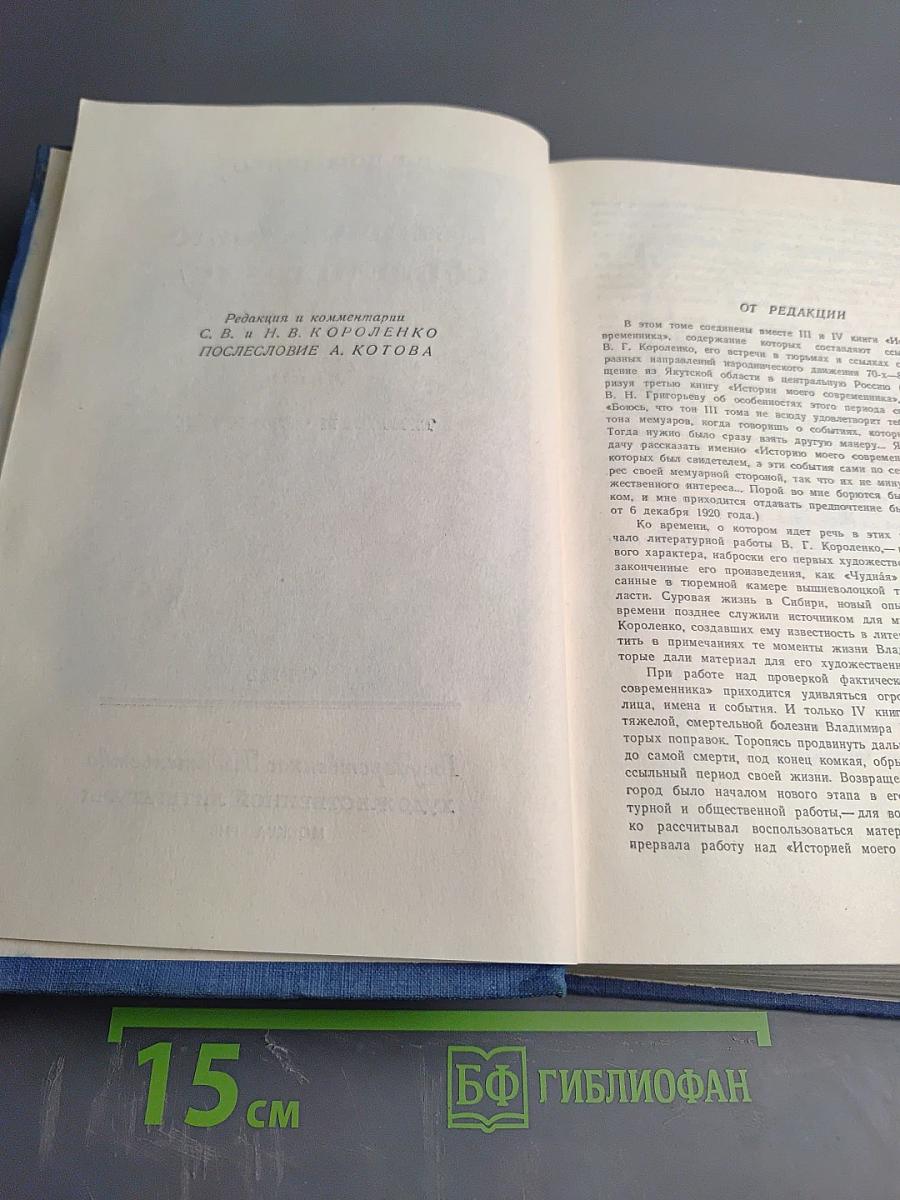 Редакция и комментарии
С. В. и Н. В. КОРОЛЕНКО
ПОСЛЕСЛОВИЕ А. КОТОВА
ОТ РЕДАКЦИИ
В этом томе соединены вместе III и IV книги «Ис
временника», содержание которых составляют ссы
В. Г. Короленко, его встречи в тюрьмах и ссылках с
разных направлений народнического движения 70-х—8
щение из Якутской области в центральную Россию
ризуя третью книгу «Истории моего современника»,
В. Н. Григорьеву об особенностях этого периода с
«Боюсь, что тон III тома не всюду удовлетворит те
тона мемуаров, когда говоришь о событиях, котор
Тогда нужно было сразу взять другую манеру... Я
дачу рассказать именно «Историю моего современ
которых был свидетелем, а эти события сами по се
рес своей мемуарной стороной, так что их не мину
жественного интереса... Порой во мне борются бы
ком, и мне приходится отдавать предпочтение бы
от 6 декабря 1920 года.)
Ко времени, о котором идет речь в этих
чало литературной работы В. Г. Короленко,—
вого характера, наброски его первых художестве
законченные его произведения, как «Чудна́я»
санные в тюремной камере вышневолоцкой т
ласти. Суровая жизнь в Сибири, новый опы
времени позднее служили источником для м
Короленко, создавших ему известность в лите
тить в примечаниях те моменты жизни Влад
торые дали материал для его художественн
При работе над проверкой фактическ
современника» приходится удивляться огро
лица, имена и события. И только IV книг
тяжелой, смертельной болезни Владимира
торых поправок. Торопясь продвинуть даль
до самой смерти, под конец комкая, обры
ссыльный период своей жизни. Возвраще
город было началом нового этапа в ег
турной и общественной работы,—для во
ко рассчитывал воспользоваться матер
прервала работу над «Историей моего
15 см
БФ ГИБЛИОФАН